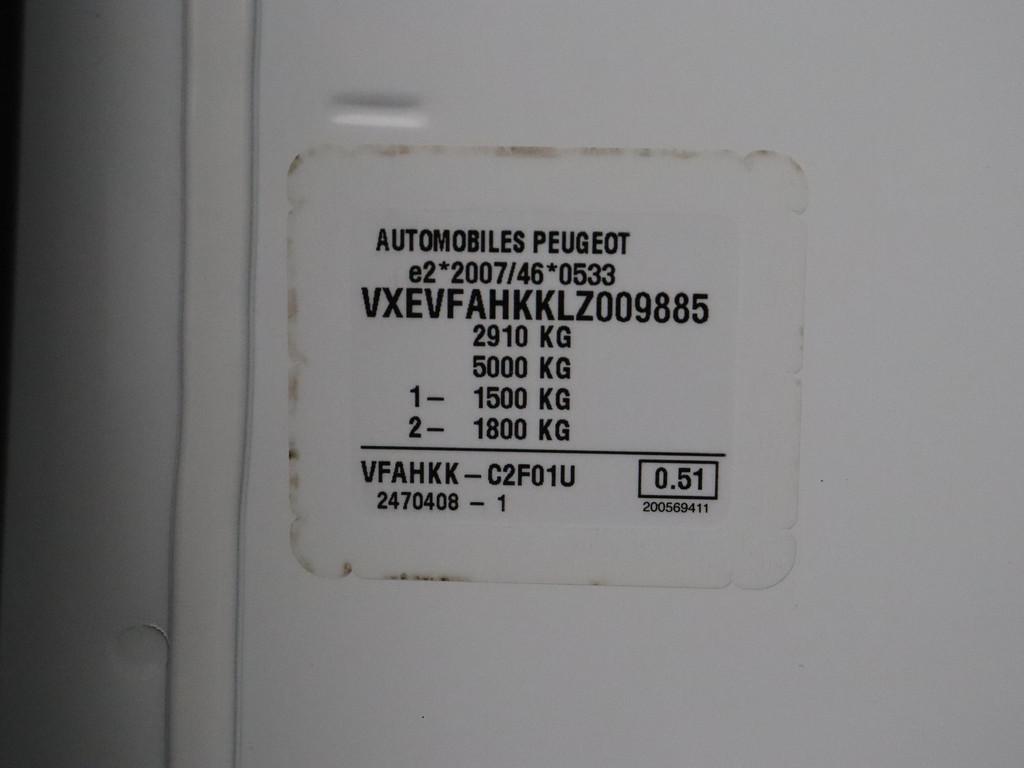 AUTOMOBILES PEUGEOT
e2*2007/46*0533
VXEVFAHKKLZ009885
2910 KG
5000 KG
1- 1500 KG
2- 1800 KG
VFAHKK-C2F01U 0.51
2470408 - 1 200569411